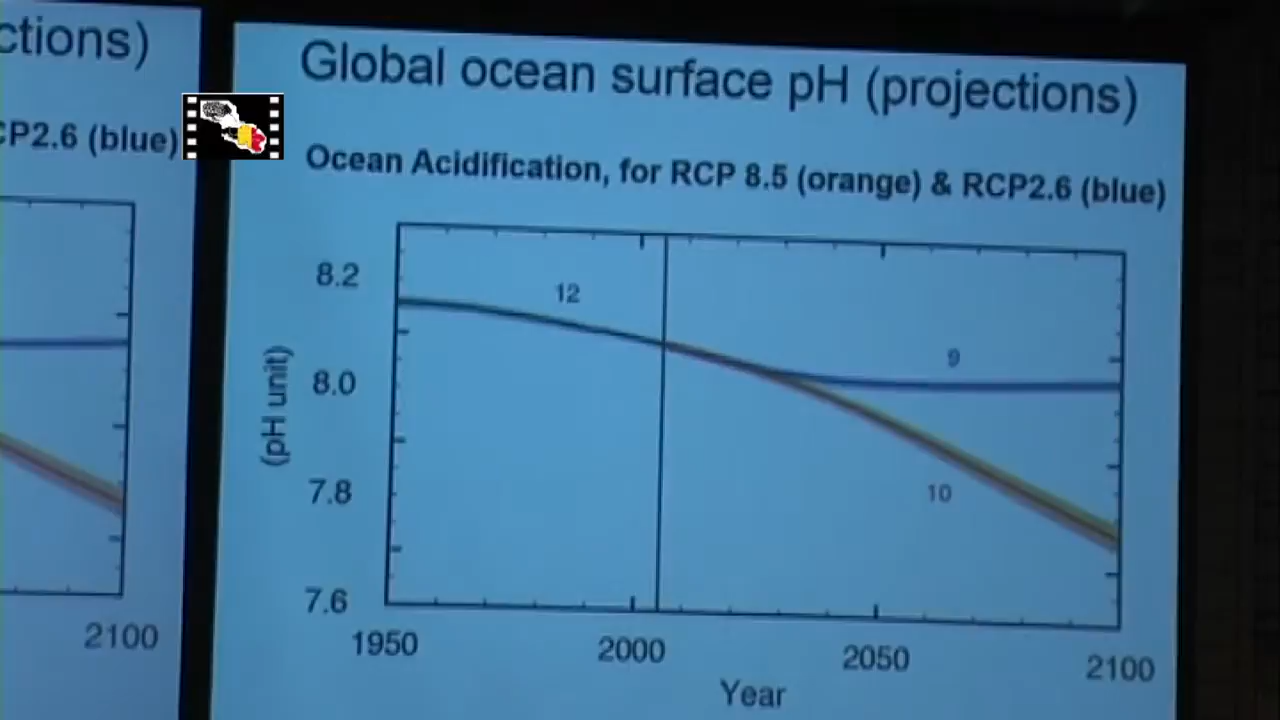 ctions)
CP2.6 (blue)
2100
Global ocean surface pH (projections)
Ocean Acidification, for RCP 8.5 (orange) & RCP2.6 (blue)
8.2
8.0
7.8
7.6
(pH unit)
12
9
10
1950
2000
2050
2100
Year